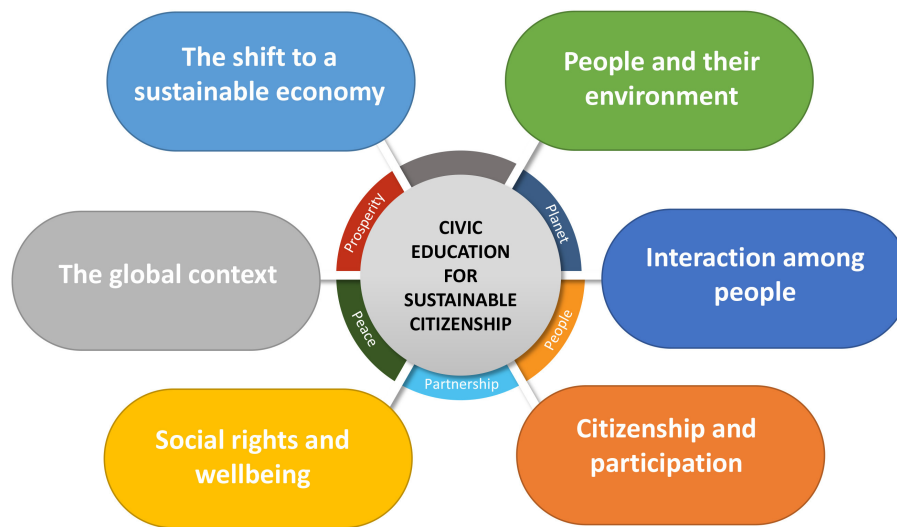 The shift to a
sustainable economy
People and their
environment
Prosperity
Planet
CIVIC
EDUCATION
FOR
SUSTAINABLE
CITIZENSHIP
The global context
Interaction among
people
Peace
People
Partnership
Social rights and
wellbeing
Citizenship and
participation